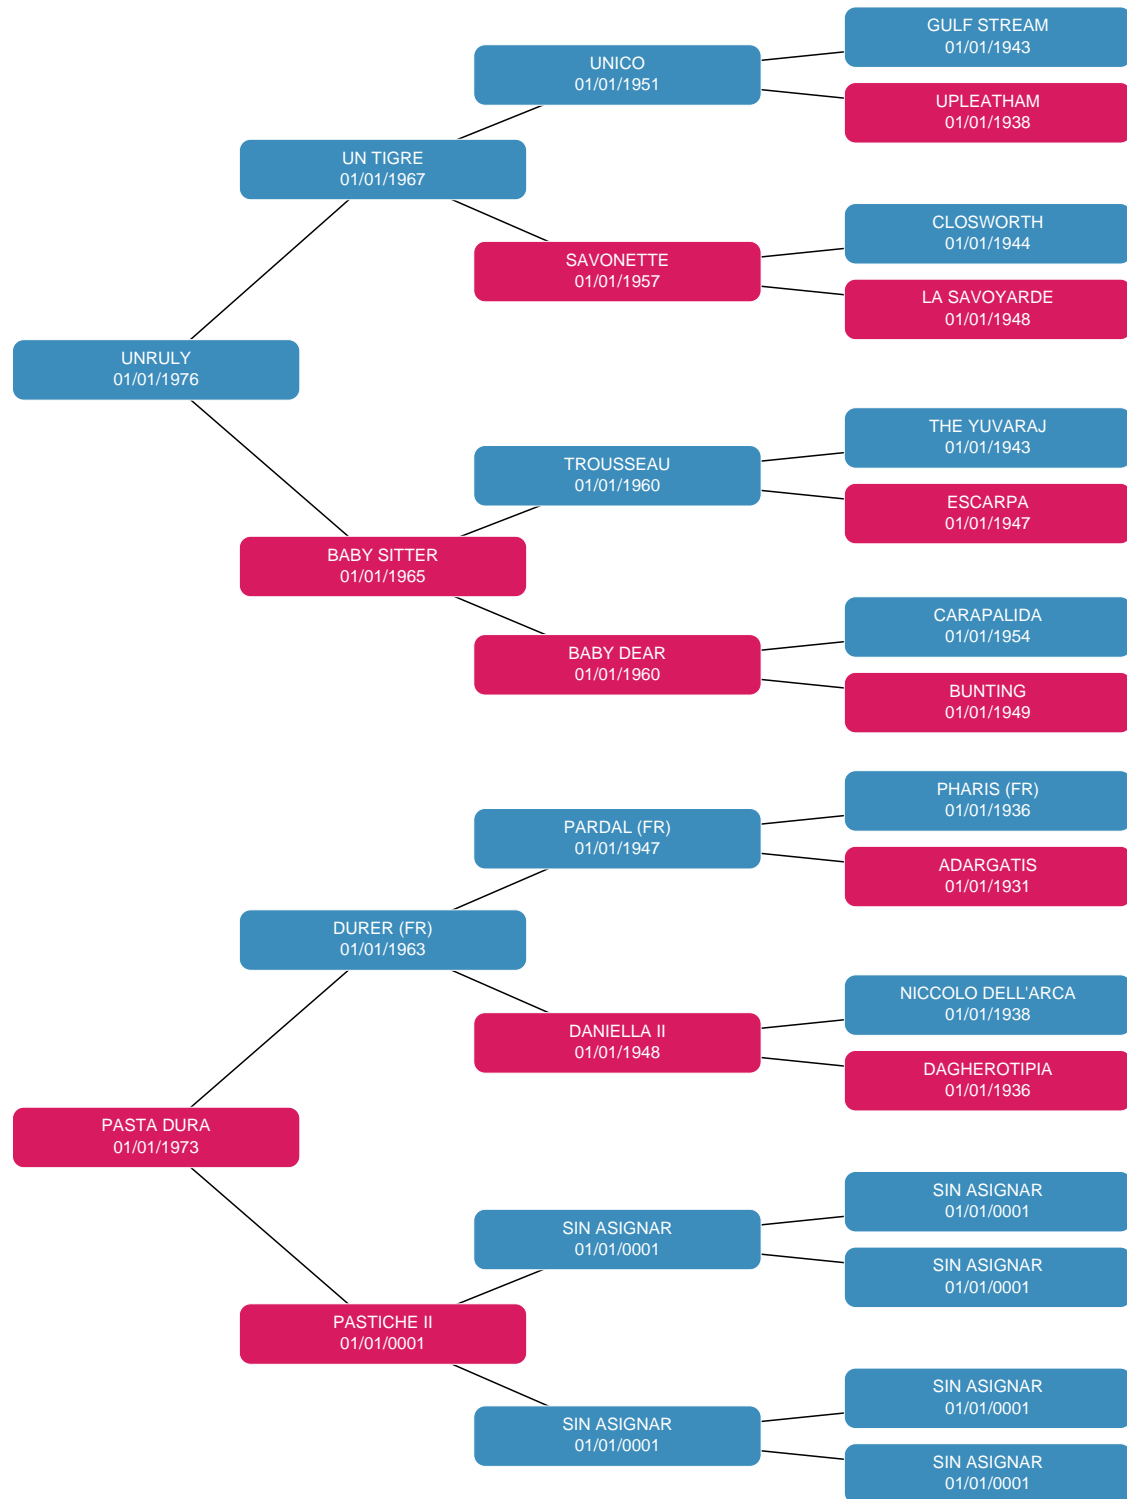 GULF STREAM
01/01/1943
UNICO
01/01/1951
UPLEATHAM
01/01/1938
UN TIGRE
01/01/1967
CLOSWORTH
01/01/1944
SAVONETTE
01/01/1957
LA SAVOYARDE
01/01/1948
UNRULY
01/01/1976
THE YUVARAJ
01/01/1943
TROUSSEAU
01/01/1960
ESCARPA
01/01/1947
BABY SITTER
01/01/1965
CARAPALIDA
01/01/1954
BABY DEAR
01/01/1960
BUNTING
01/01/1949
PHARIS (FR)
01/01/1936
PARDAL (FR)
01/01/1947
ADARGATIS
01/01/1931
DURER (FR)
01/01/1963
NICCOLO DELL'ARCA
01/01/1938
DANIELLA II
01/01/1948
DAGHEROTIPIA
01/01/1936
PASTA DURA
01/01/1973
SIN ASIGNAR
01/01/0001
SIN ASIGNAR
01/01/0001
SIN ASIGNAR
01/01/0001
PASTICHE II
01/01/0001
SIN ASIGNAR
01/01/0001
SIN ASIGNAR
01/01/0001
SIN ASIGNAR
01/01/0001